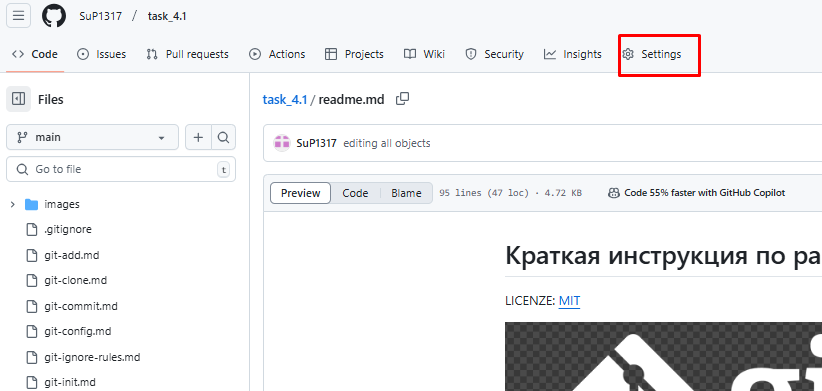 SuP1317 / task_4.1
Code Issues Pull requests Actions Projects Wiki Security Insights Settings
Files
task_4.1 / readme.md
main
SuP1317 editing all objects
Go to file t
Preview Code Blame 95 lines (47 loc) · 4.72 KB Code 55% faster with GitHub Copilot
images
.gitignore
git-add.md
Краткая инструкция по ра
git-clone.md
LICENZE: MIT
git-commit.md
git-config.md
git-ignore-rules.md
git-init.md